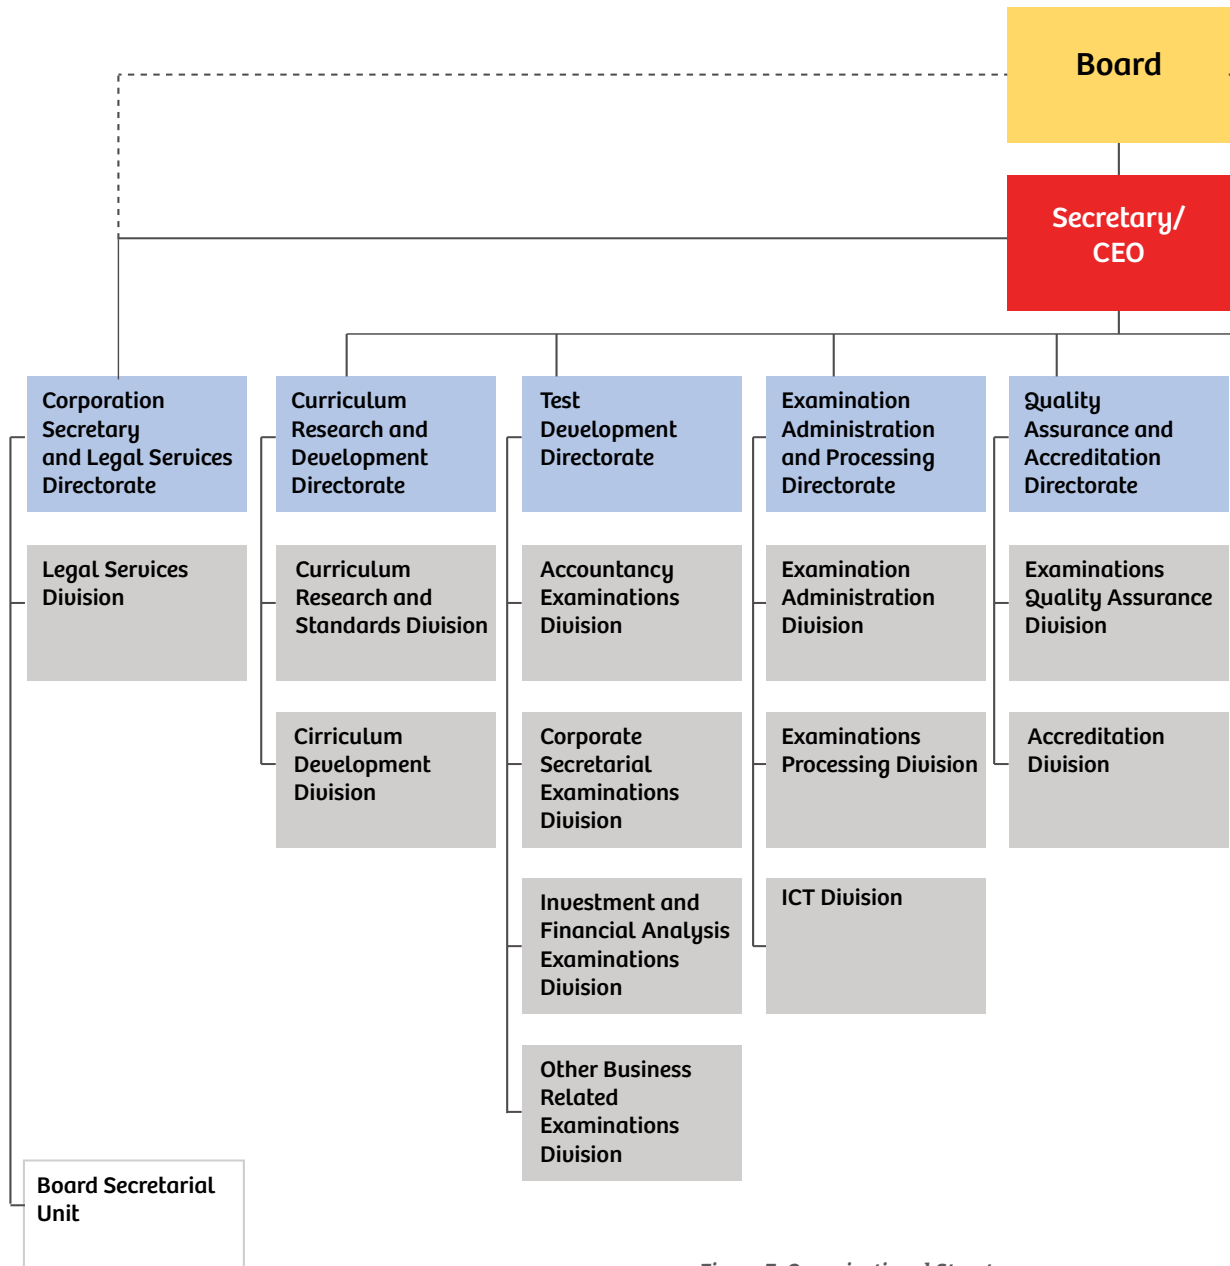 Board
Secretary/
CEO
Corporation
Secretary
and Legal Services
Directorate
Curriculum
Research and
Development
Directorate
Test
Development
Directorate
Examination
Administration
and Processing
Directorate
Quality
Assurance and
Accreditation
Directorate
Legal Services
Division
Curriculum
Research and
Standards Division
Accountancy
Examinations
Division
Examination
Administration
Division
Examinations
Quality Assurance
Division
Cirriculum
Development
Division
Corporate
Secretarial
Examinations
Division
Examinations
Processing Division
Accreditation
Division
Investment and
Financial Analysis
Examinations
Division
ICT Division
Other Business
Related
Examinations
Division
Board Secretarial
Unit
Organizational